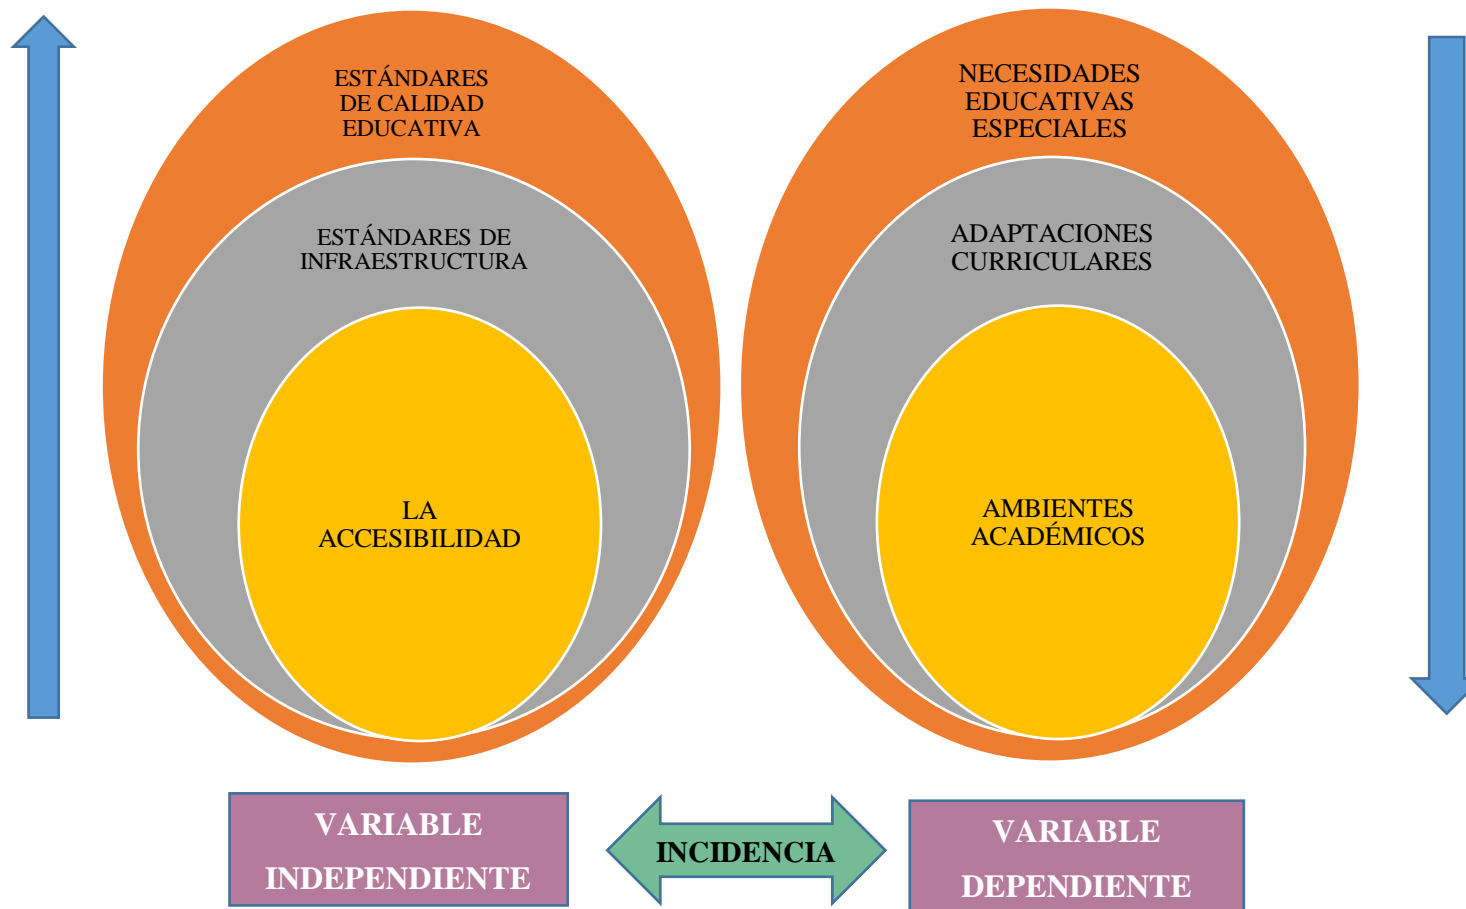 ESTÁNDARES
DE CALIDAD
EDUCATIVA
ESTÁNDARES DE
INFRAESTRUCTURA
LA
ACCESIBILIDAD
NECESIDADES
EDUCATIVAS
ESPECIALES
ADAPTACIONES
CURRICULARES
AMBIENTES
ACADÉMICOS
VARIABLE
INDEPENDIENTE
INCIDENCIA
VARIABLE
DEPENDIENTE